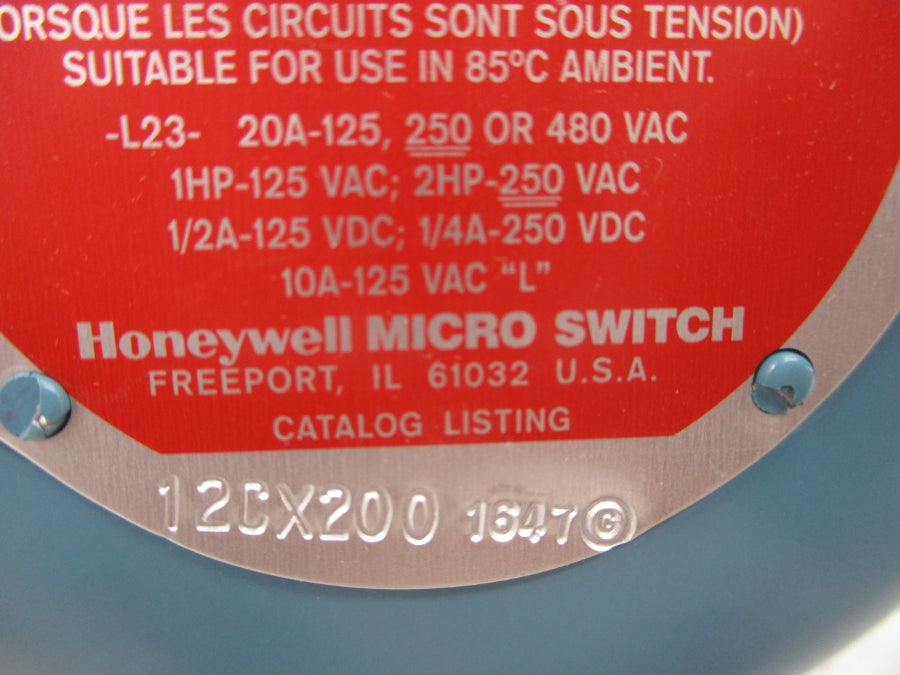 ORSQUE LES CIRCUITS SONT SOUS TENSION)
SUITABLE FOR USE IN 85°C AMBIENT.
-L23- 20A-125, 250 OR 480 VAC
1HP-125 VAC; 2HP-250 VAC
1/2A-125 VDC; 1/4A-250 VDC
10A-125 VAC "L"
Honeywell MICRO SWITCH
FREEPORT, IL 61032 U.S.A.
CATALOG LISTING
12CX200 1647 G